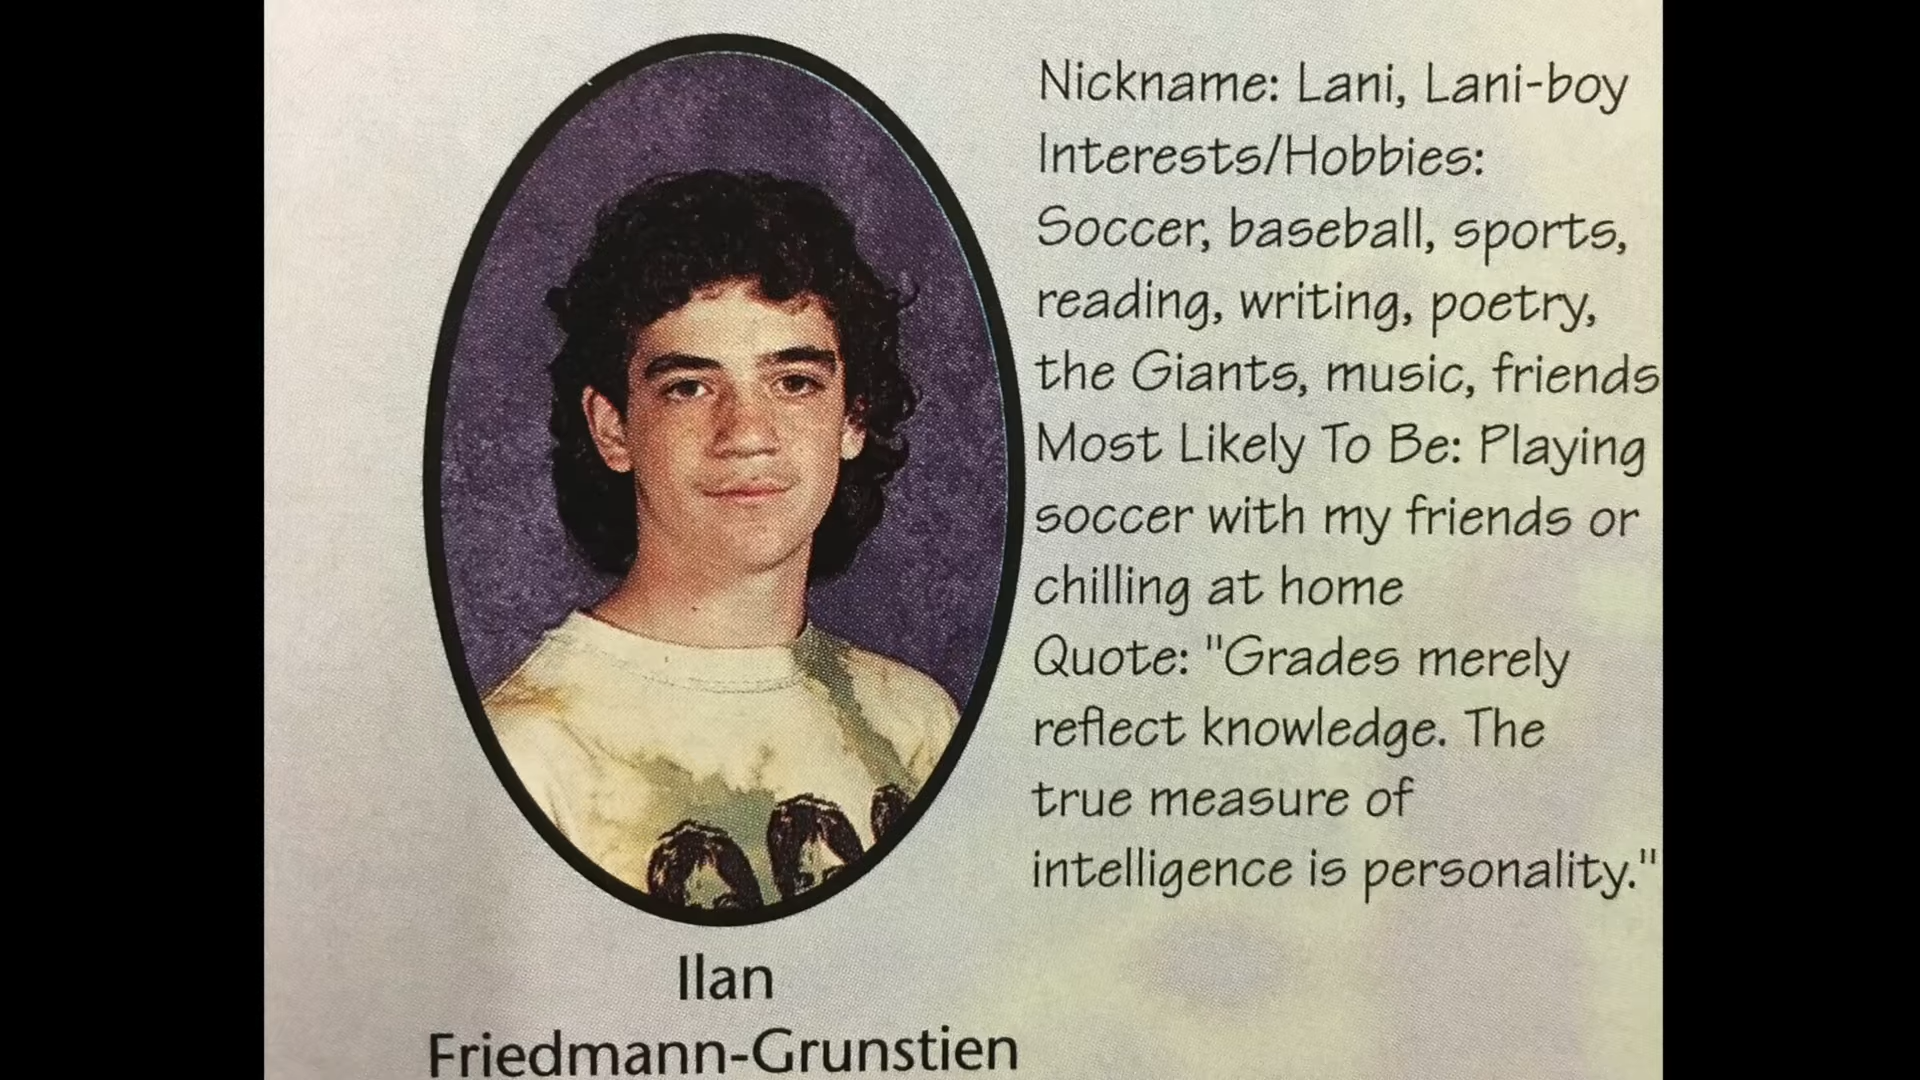 Nickname: Lani, Lani-boy
Interests/Hobbies:
Soccer, baseball, sports,
reading, writing, poetry,
the Giants, music, friends
Most Likely To Be: Playing
soccer with my friends or
chilling at home
Quote: "Grades merely
reflect knowledge. The
true measure of
intelligence is personality."
Ilan
Friedmann-Grunstien